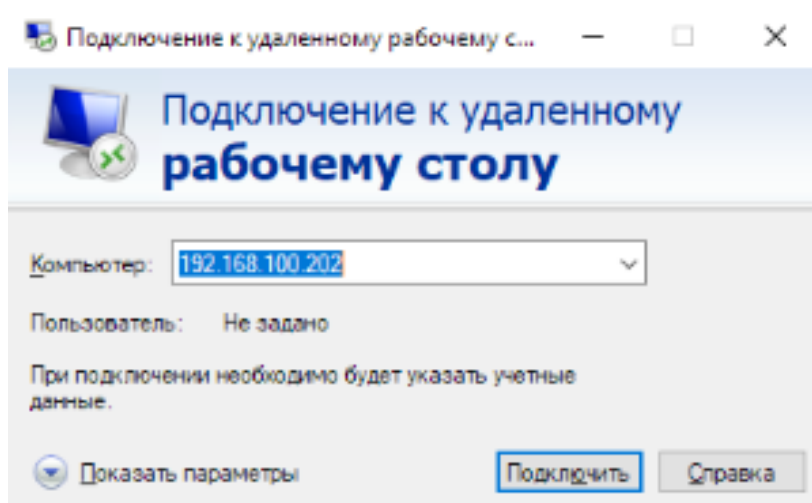 Подключение к удаленному рабочему с...
Подключение к удаленному
рабочему столу
Компьютер: 192.168.100.202
Пользователь: Не задано
При подключении необходимо будет указать учетные
данные.
Показать параметры Подключить Справка